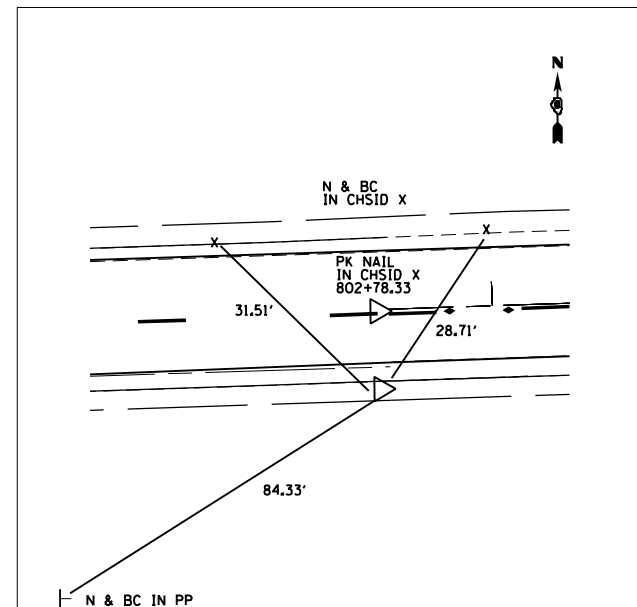 N
N & BC
IN CHSID X
X
X
PK NAIL
IN CHSID X
802+78.33
31.51'
28.71'
84.33'
N & BC IN PP